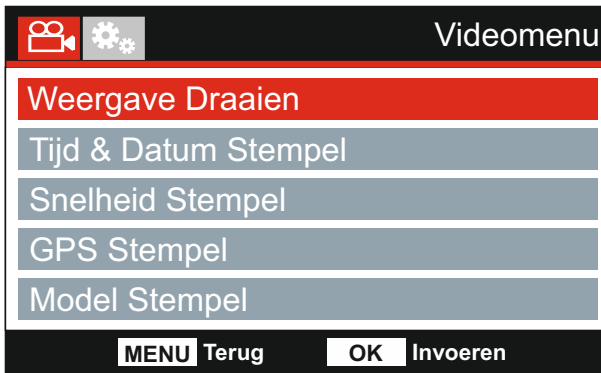 Videomenu
Weergave Draaien
Tijd & Datum Stempel
Snelheid Stempel
GPS Stempel
Model Stempel
MENU Terug OK Invoeren